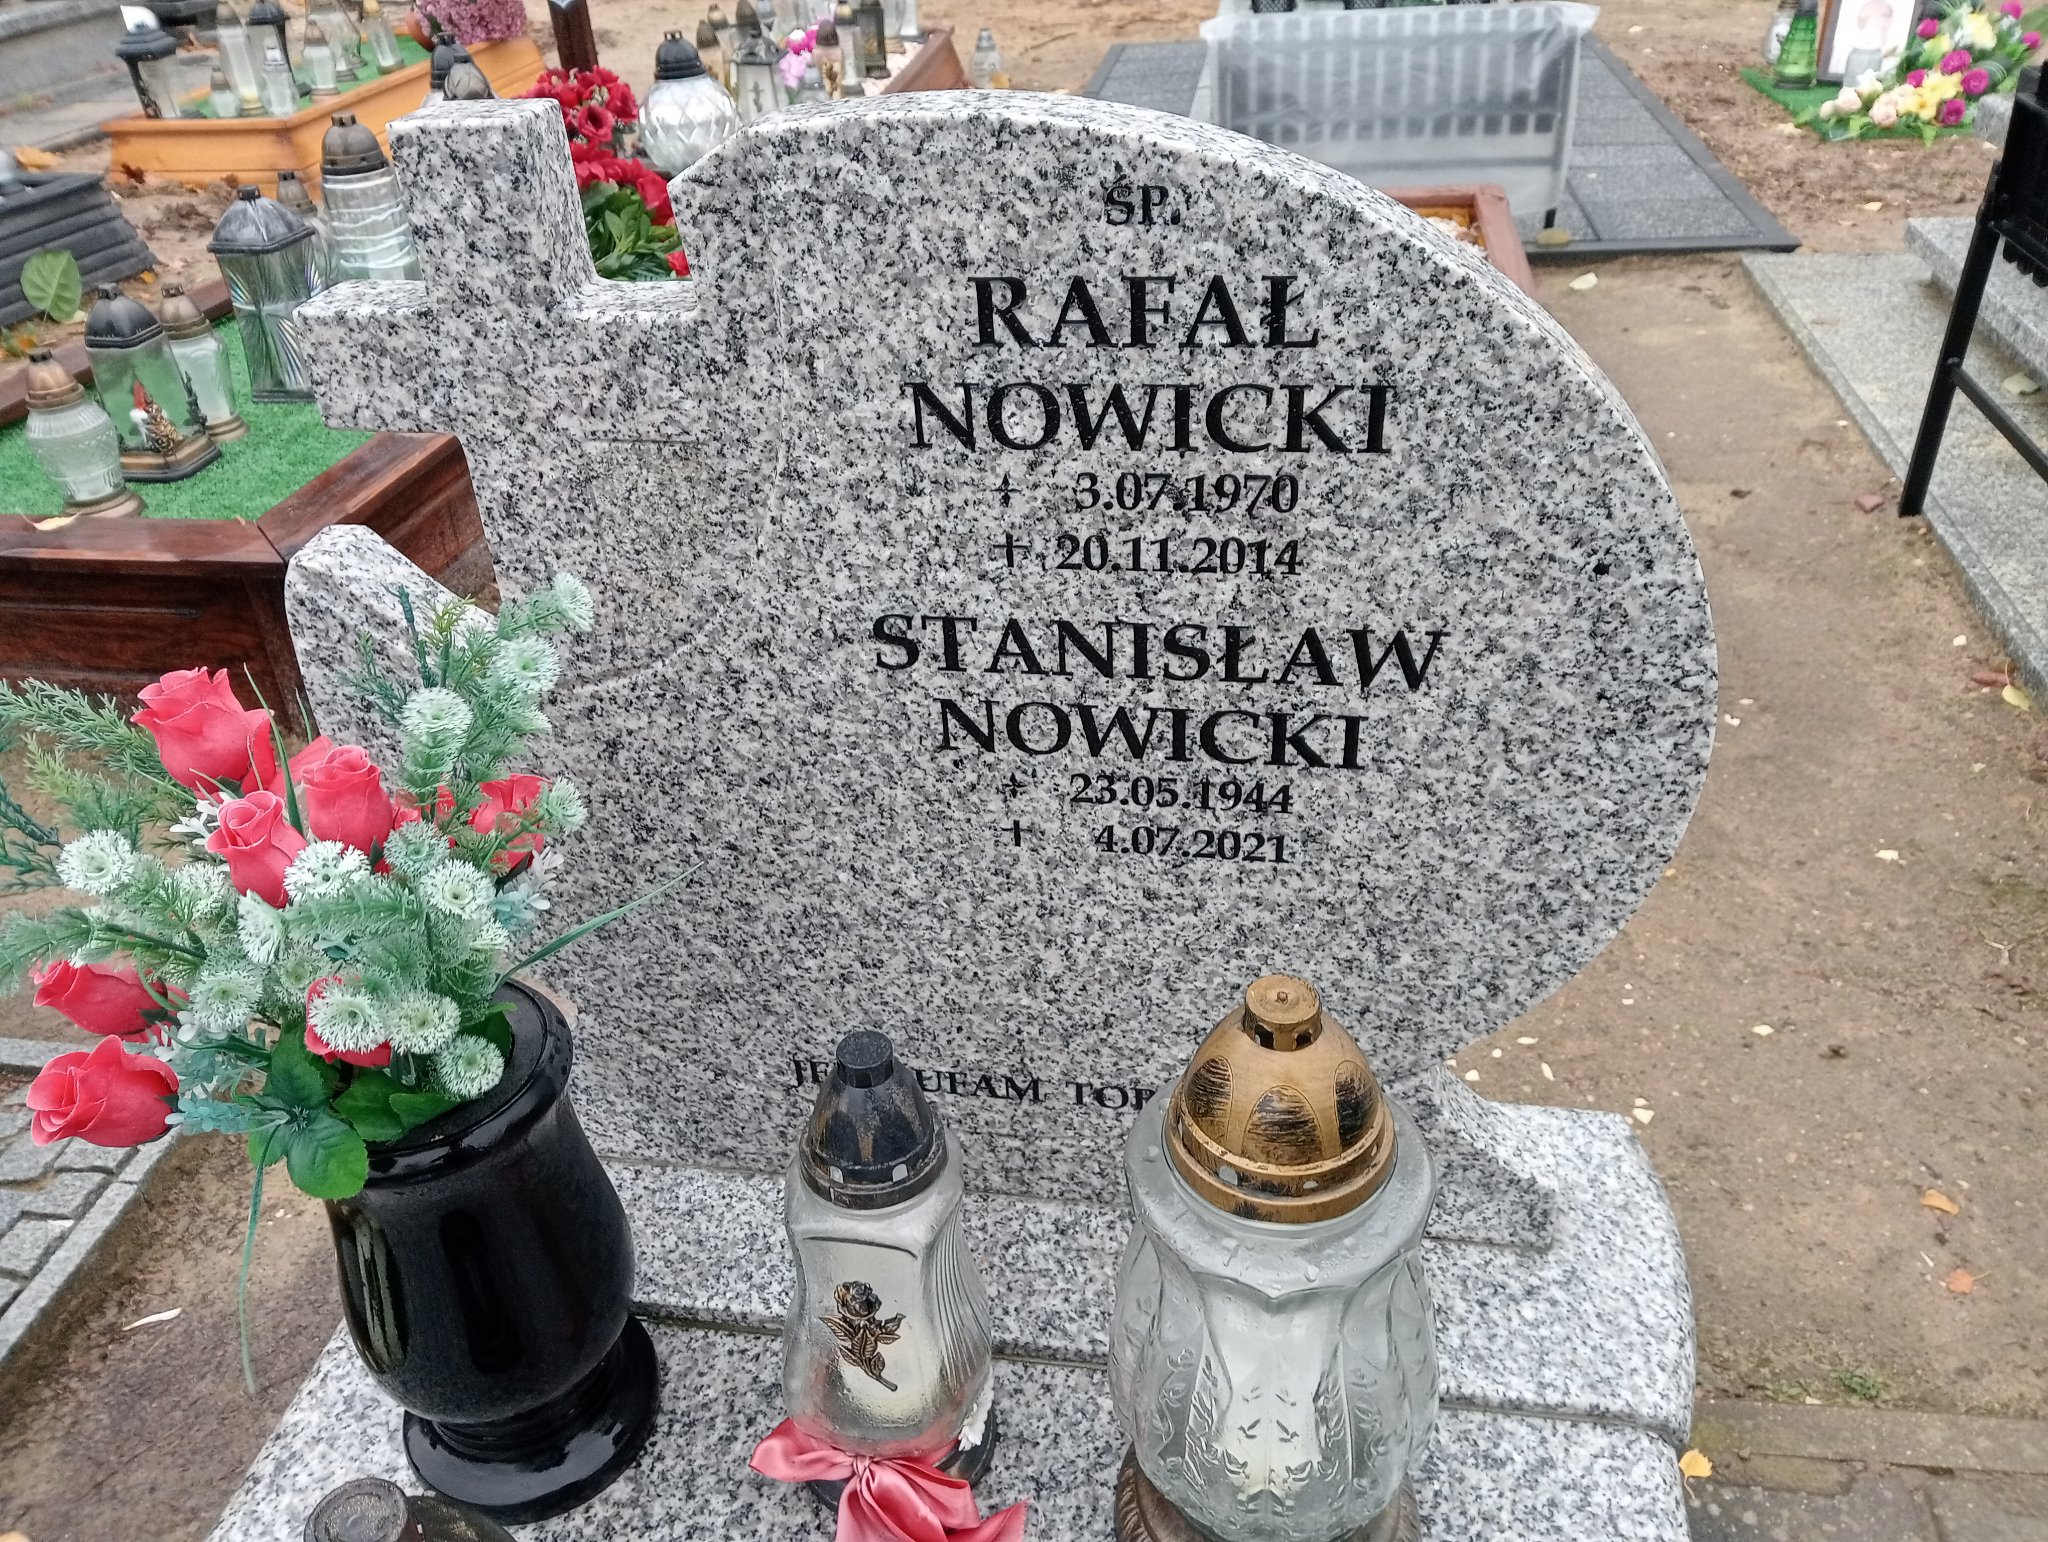 ŚP.
RAFAŁ
NOWICKI
3.07.1970
✝ 20.11.2014
STANISŁAW
NOWICKI
23.05.1944
✝ 4.07.2021